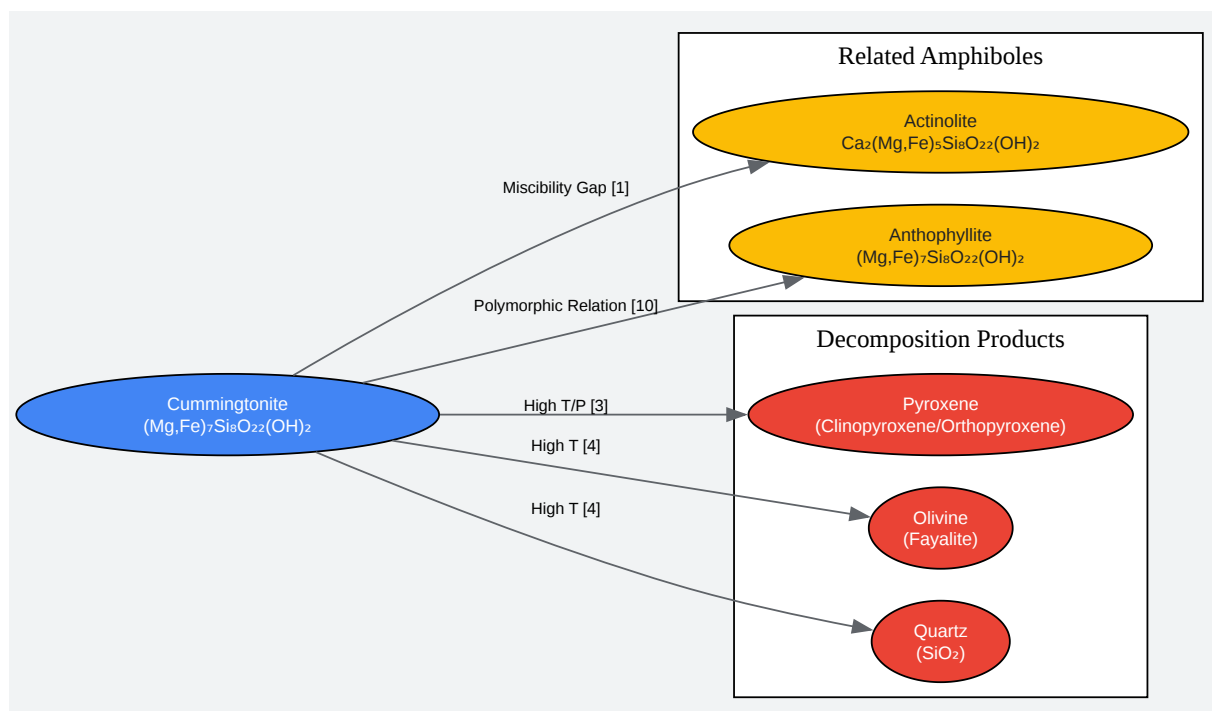 Related Amphiboles
Actinolite
Ca₂(Mg,Fe)₅Si₈O₂₂(OH)₂
Miscibility Gap [1]
Anthophyllite
(Mg,Fe)₇Si₈O₂₂(OH)₂
Polymorphic Relation [10]
Decomposition Products
Cummingtonite
(Mg,Fe)₇Si₈O₂₂(OH)₂
High T/P [3]
Pyroxene
(Clinopyroxene/Orthopyroxene)
High T [4]
Olivine
(Fayalite)
High T [4]
Quartz
(SiO₂)